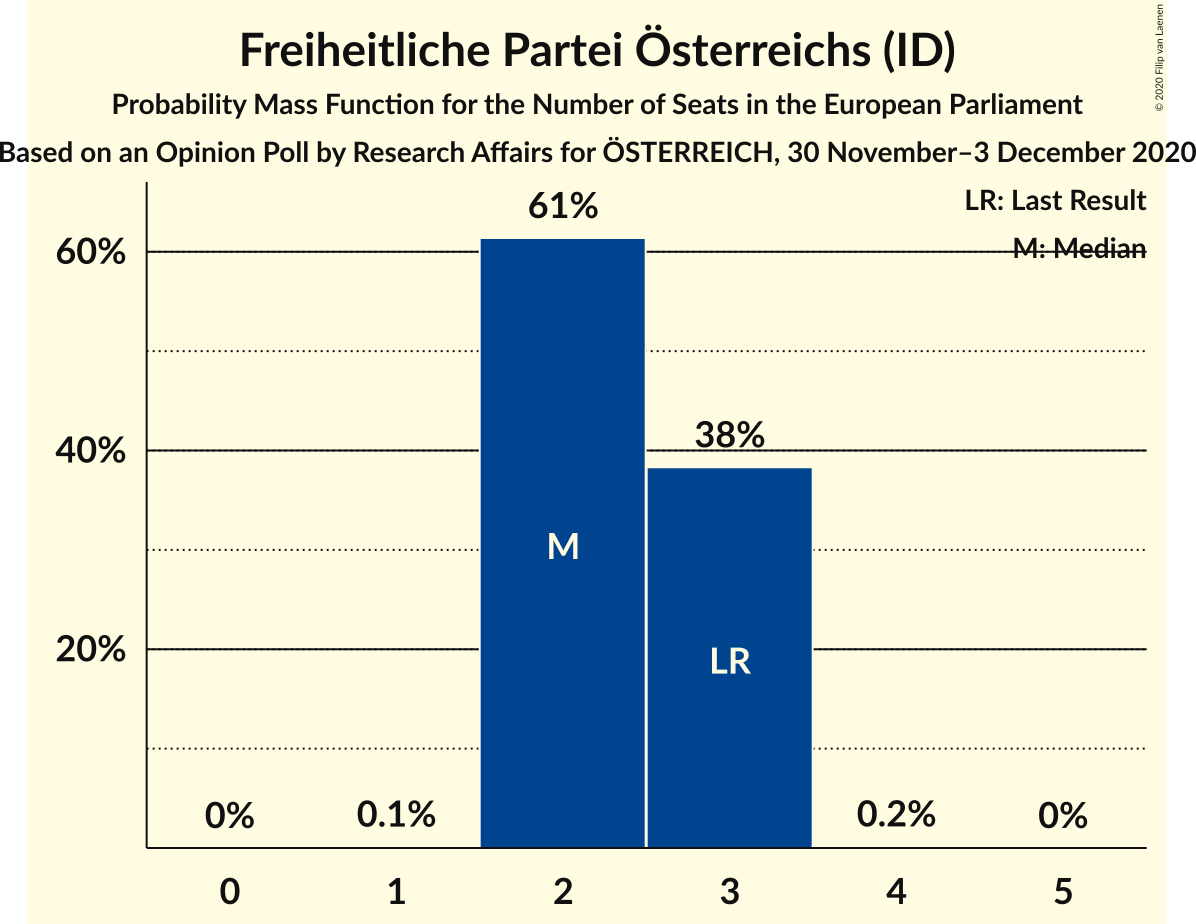 Freiheitliche Partei Österreichs (ID)
Probability Mass Function for the Number of Seats in the European Parliament
Based on an Opinion Poll by Research Affairs for ÖSTERREICH, 30 November–3 December 2020
© 2020 Filip van Laenen
LR: Last Result
M: Median
61%
60%
38%
40%
M
LR
20%
0% 0.1% 0.2% 0%
0 1 2 3 4 5